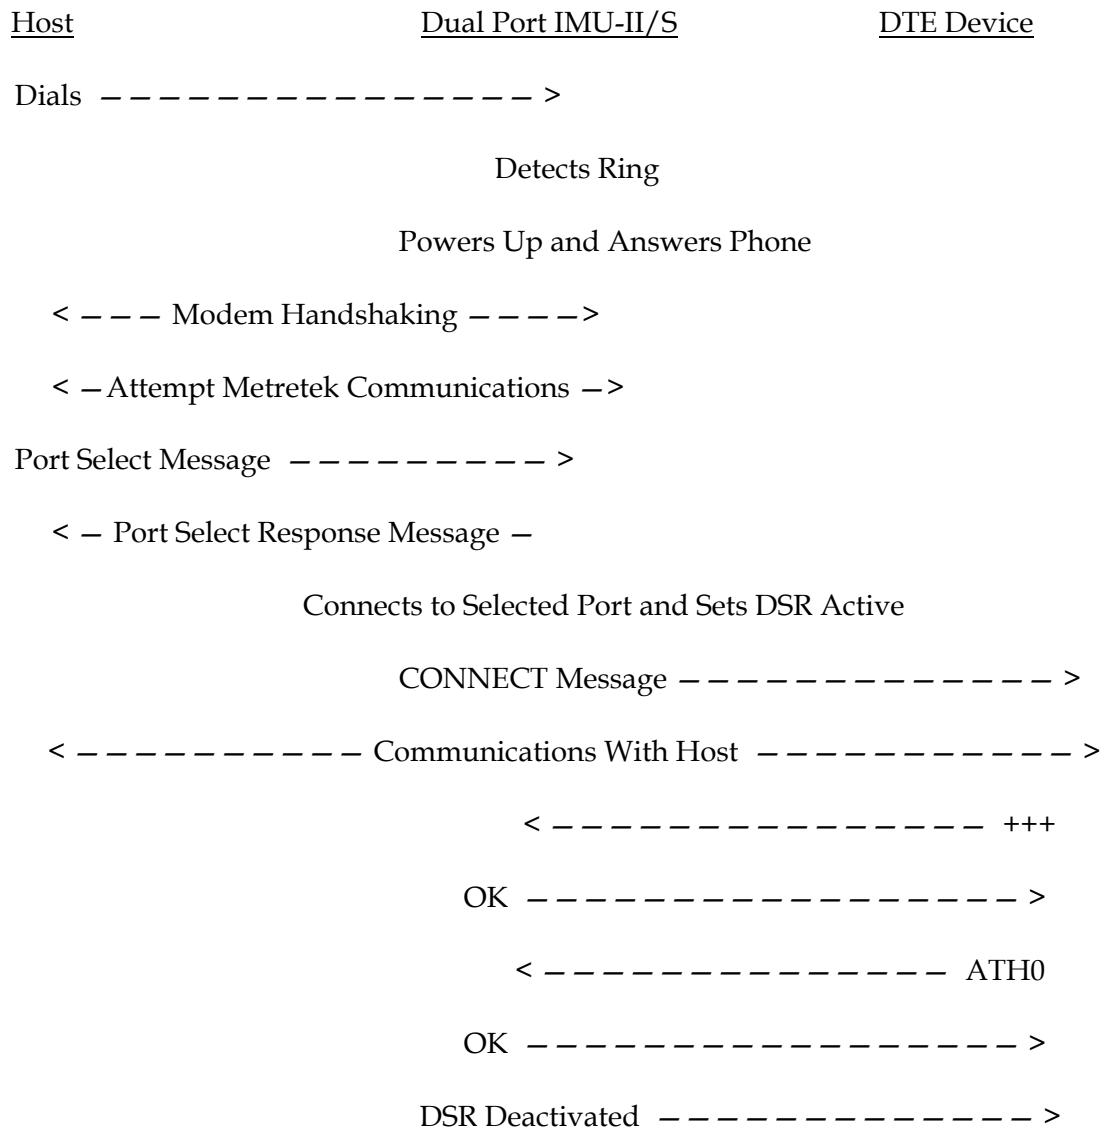 Host Dual Port IMU-II/S DTE Device
Dials — — — — — — — — — — — — — — — >
Detects Ring
Powers Up and Answers Phone
< — — — Modem Handshaking — — — —>
< —Attempt Metretek Communications —>
Port Select Message — — — — — — — — — >
< — Port Select Response Message —
Connects to Selected Port and Sets DSR Active
CONNECT Message — — — — — — — — — — — — — >
< — — — — — — — — — — Communications With Host — — — — — — — — — — — >
< — — — — — — — — — — — — — — — +++
OK — — — — — — — — — — — — — — — — — >
< — — — — — — — — — — — — — — ATH0
OK — — — — — — — — — — — — — — — — — >
DSR Deactivated — — — — — — — — — — — — — >